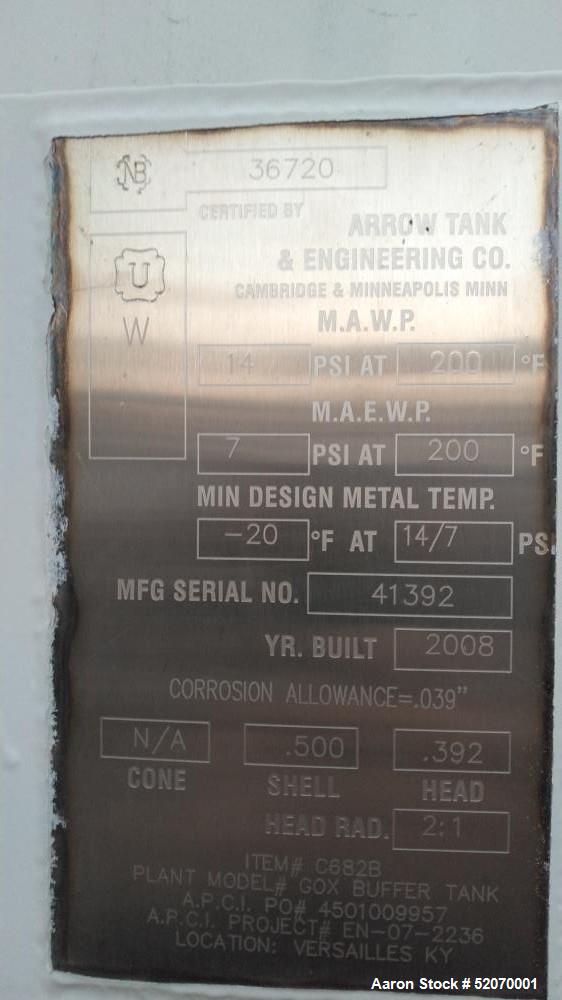 NB 36720
CERTIFIED BY
ARROW TANK
& ENGINEERING CO.
CAMBRIDGE & MINNEAPOLIS MINN
U
W
M.A.W.P.
14 PSI AT 200 °F
M.A.E.W.P.
7 PSI AT 200 °F
MIN DESIGN METAL TEMP.
-20 °F AT 14/7 PSI
MFG SERIAL NO. 41392
YR. BUILT 2008
CORROSION ALLOWANCE=.039"
N/A .500 .392
CONE SHELL HEAD
HEAD RAD. 2:1
ITEM# C682B
PLANT MODEL# GOX BUFFER TANK
A.P.C.I. PO# 4501009957
A.P.C.I. PROJECT# EN-07-2236
LOCATION: VERSAILLES KY
Aaron Stock # 52070001